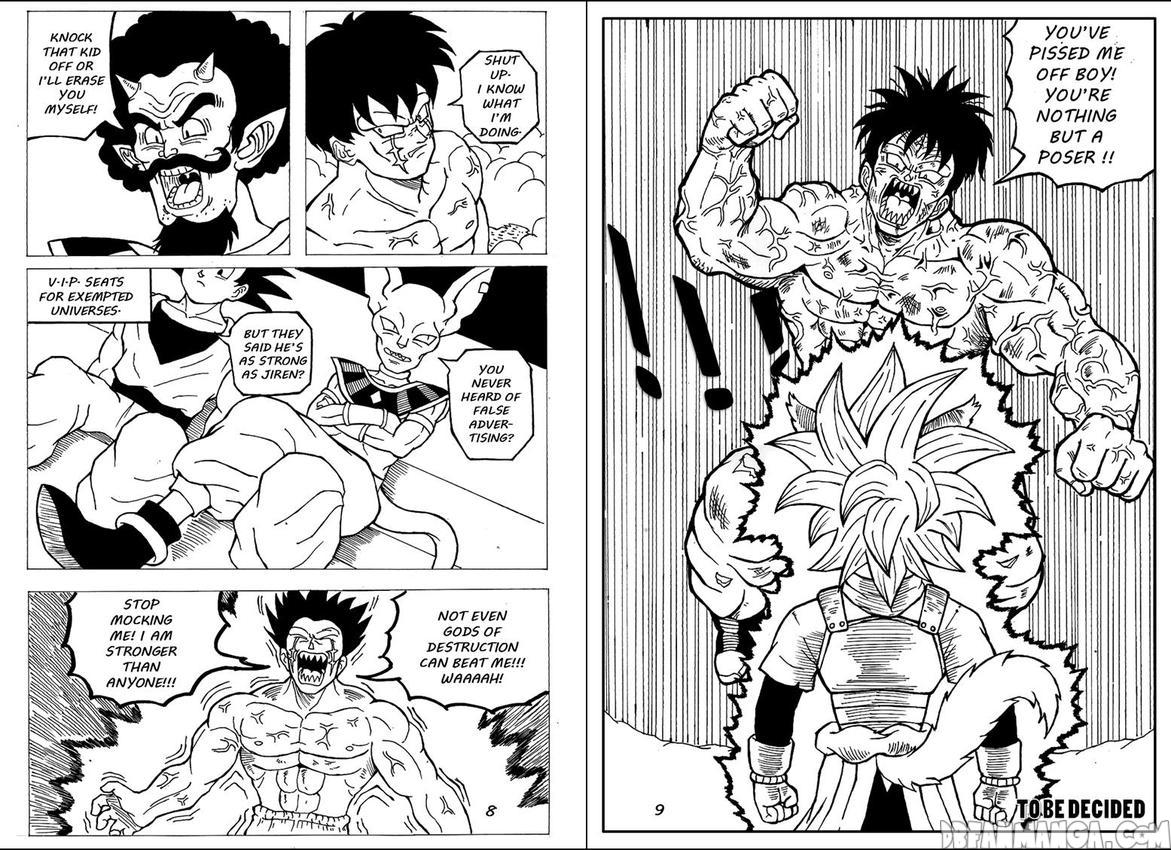 KNOCK
THAT KID
OFF OR
I'LL ERASE
YOU
MYSELF!
SHUT
UP.
I KNOW
WHAT
I'M
DOING.
V.I.P. SEATS
FOR EXEMPTED
UNIVERSES.
BUT THEY
SAID HE'S
AS STRONG
AS JIREN?
YOU
NEVER
HEARD OF
FALSE
ADVER-
TISING?
STOP
MOCKING
ME! I AM
STRONGER
THAN
ANYONE!!!
NOT EVEN
GODS OF
DESTRUCTION
CAN BEAT ME!!!
WAAAAH!
8
YOU'VE
PISSED ME
OFF BOY!
YOU'RE
NOTHING
BUT A
POSER !!
!!!
9
TO BE DECIDED
DBFANMANGA.COM